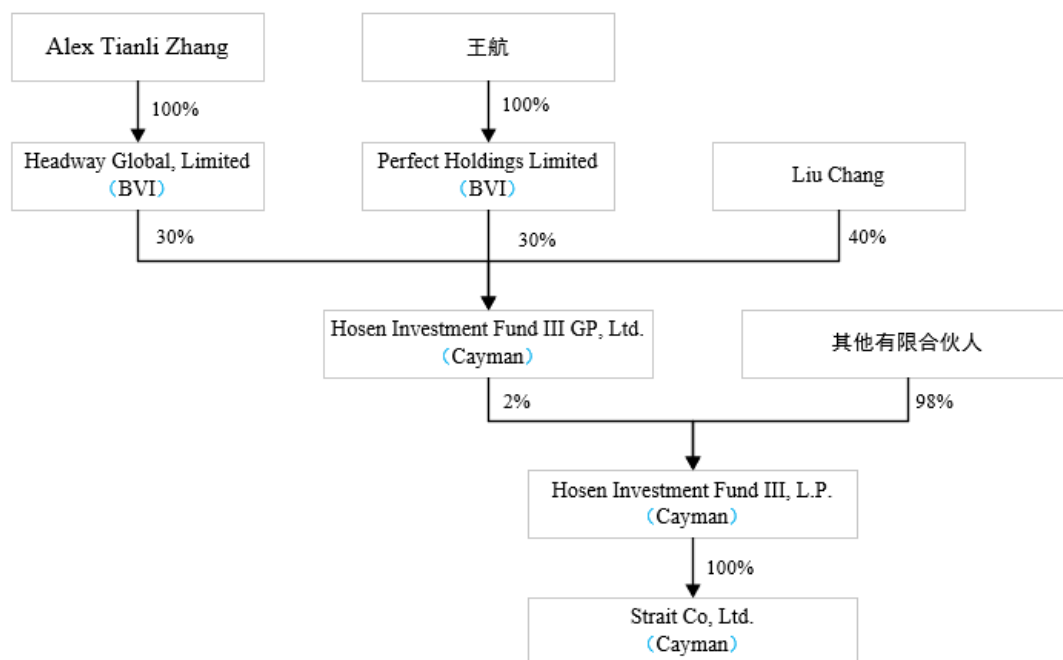 Alex Tianli Zhang
王航
100%
100%
Headway Global, Limited
（BVI）
Perfect Holdings Limited
（BVI）
Liu Chang
30%
30%
40%
Hosen Investment Fund III GP, Ltd.
（Cayman）
其他有限合伙人
2%
98%
Hosen Investment Fund III, L.P.
（Cayman）
100%
Strait Co, Ltd.
（Cayman）